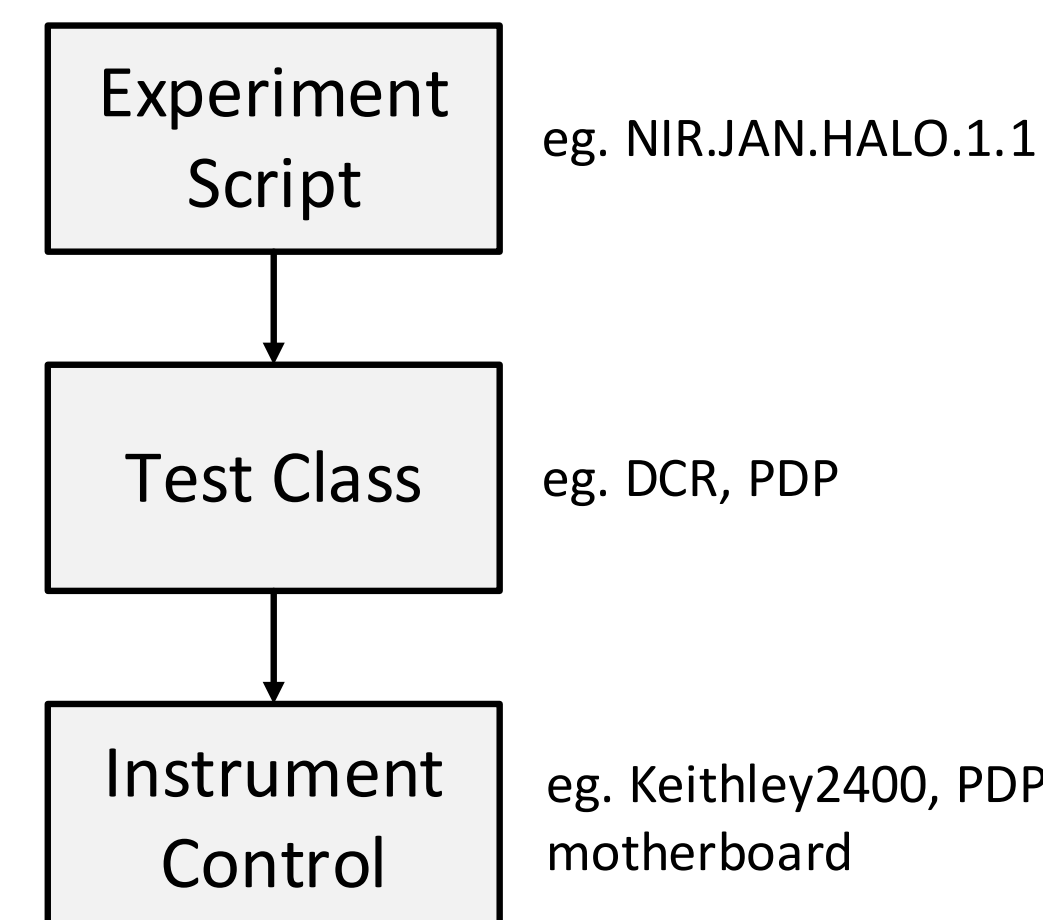 Experiment
Script
eg. NIR.JAN.HALO.1.1
Test Class
eg. DCR, PDP
Instrument
Control
eg. Keithley2400, PDP
motherboard